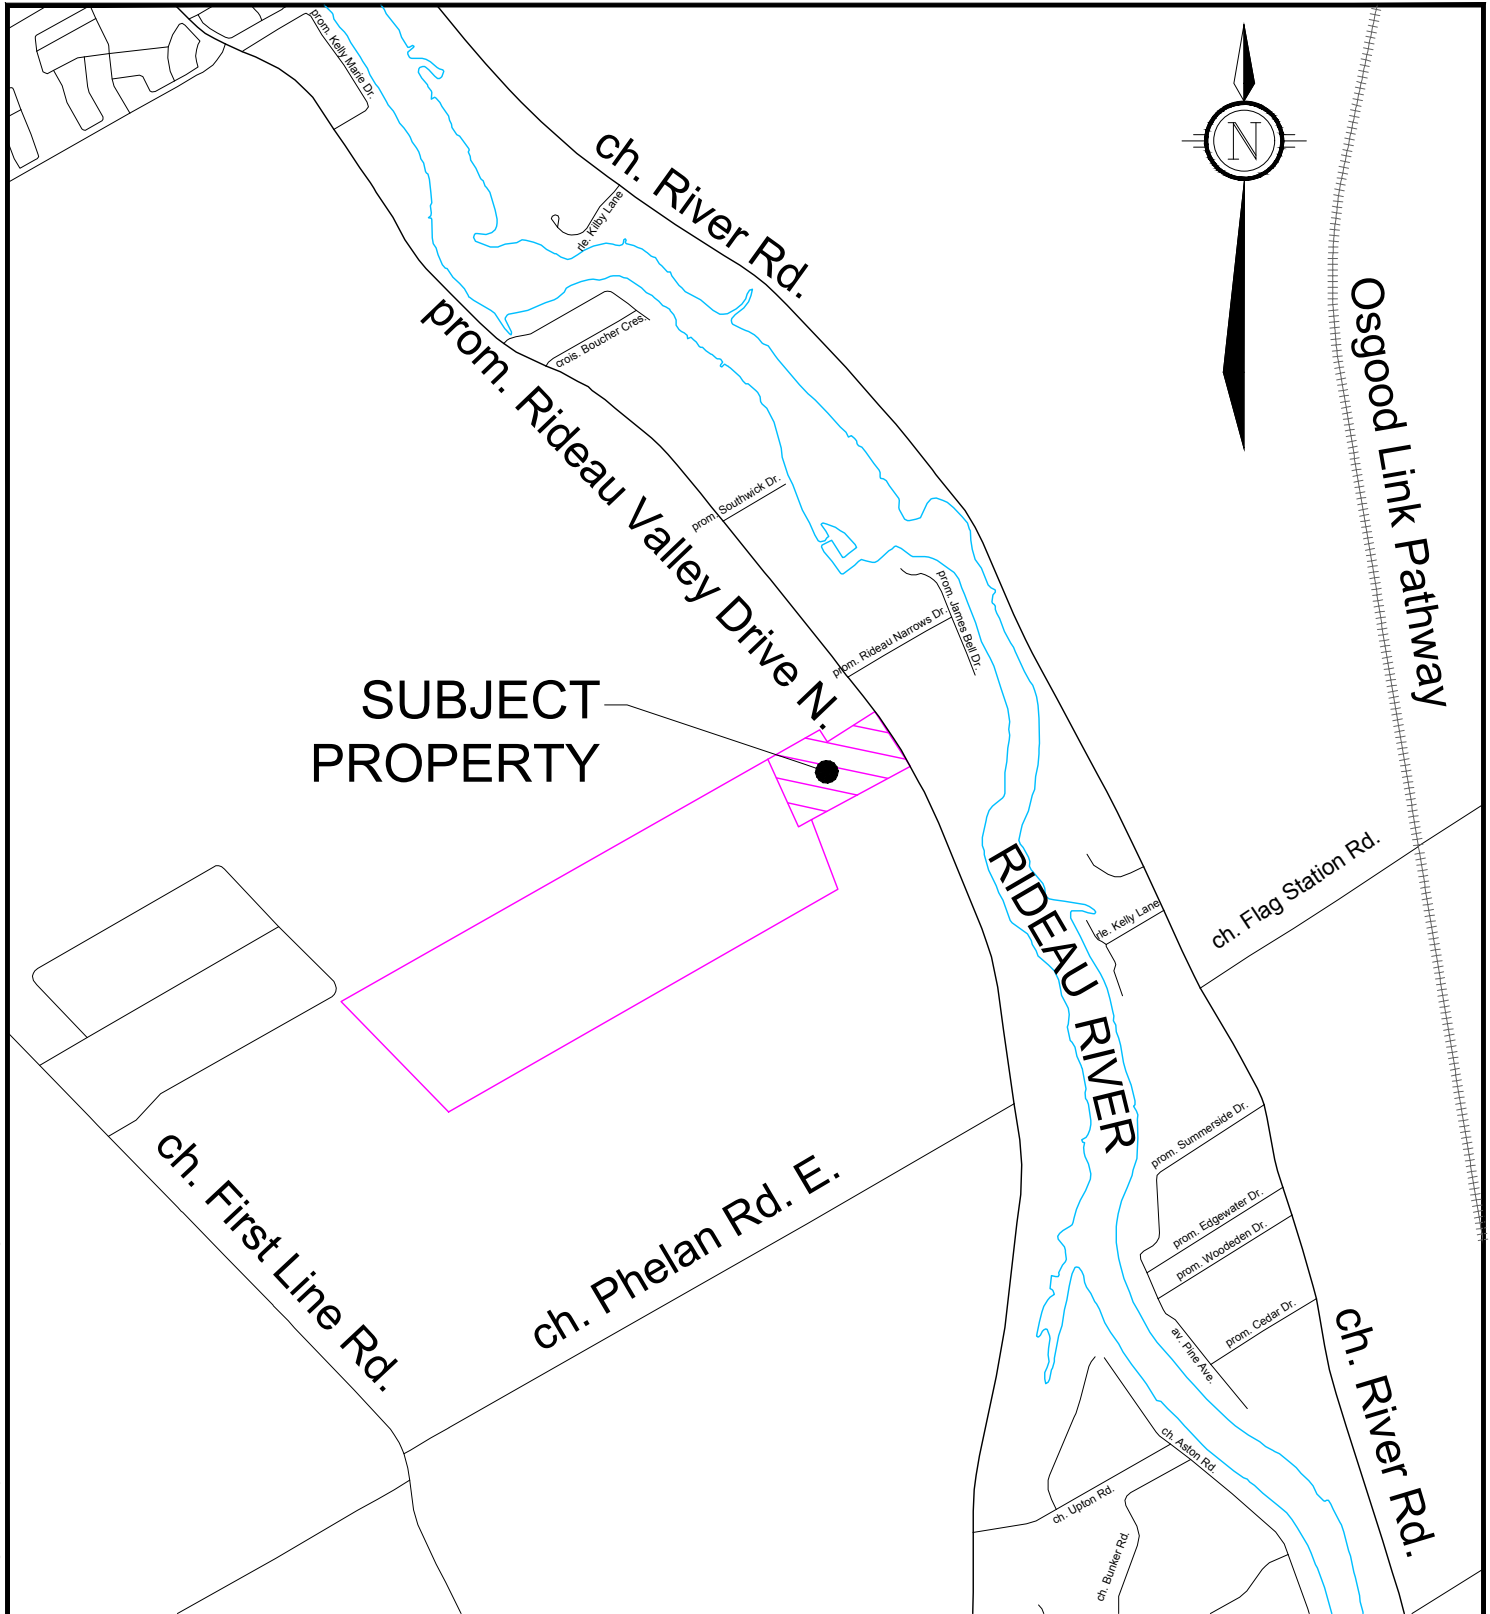 prom. Kelly Marie Dr.
ch. River Rd.
N
rle. Kilby Lane
Osgood Link Pathway
prom. Rideau Valley Drive N.
crois. Boucher Cres.
prom. Southwick Dr.
prom. James Bell Dr.
prom. Rideau Narrows Dr.
SUBJECT
PROPERTY
RIDEAU RIVER
ch. Flag Station Rd.
rle. Kelly Lane
prom. Summerside Dr.
ch. First Line Rd.
ch. Phelan Rd. E.
prom. Edgewater Dr.
prom. Woodeden Dr.
prom. Cedar Dr.
av. Pine Ave.
ch. River Rd.
ch. Aston Rd.
ch. Upton Rd.
ch. Bunker Rd.